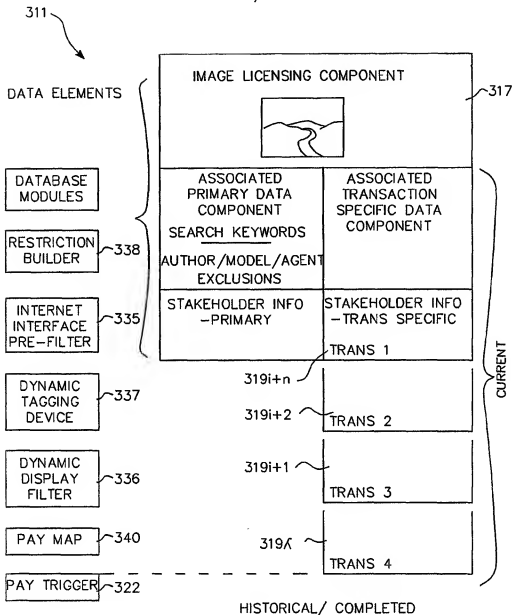 311
DATA ELEMENTS
IMAGE LICENSING COMPONENT
317
ASSOCIATED
PRIMARY DATA
COMPONENT
SEARCH KEYWORDS
AUTHOR/MODEL/AGENT
EXCLUSIONS
ASSOCIATED
TRANSACTION
SPECIFIC DATA
COMPONENT
STAKEHOLDER INFO
-PRIMARY
STAKEHOLDER INFO
-TRANS SPECIFIC
TRANS 1
319i+n
TRANS 2
319i+2
TRANS 3
319i+1
TRANS 4
CURRENT
DATABASE
MODULES
RESTRICTION
BUILDER
338
INTERNET
INTERFACE
PRE-FILTER
335
DYNAMIC
TAGGING
DEVICE
337
DYNAMIC
DISPLAY
FILTER
336
PAY MAP
340
PAY TRIGGER
322
HISTORICAL/ COMPLETED